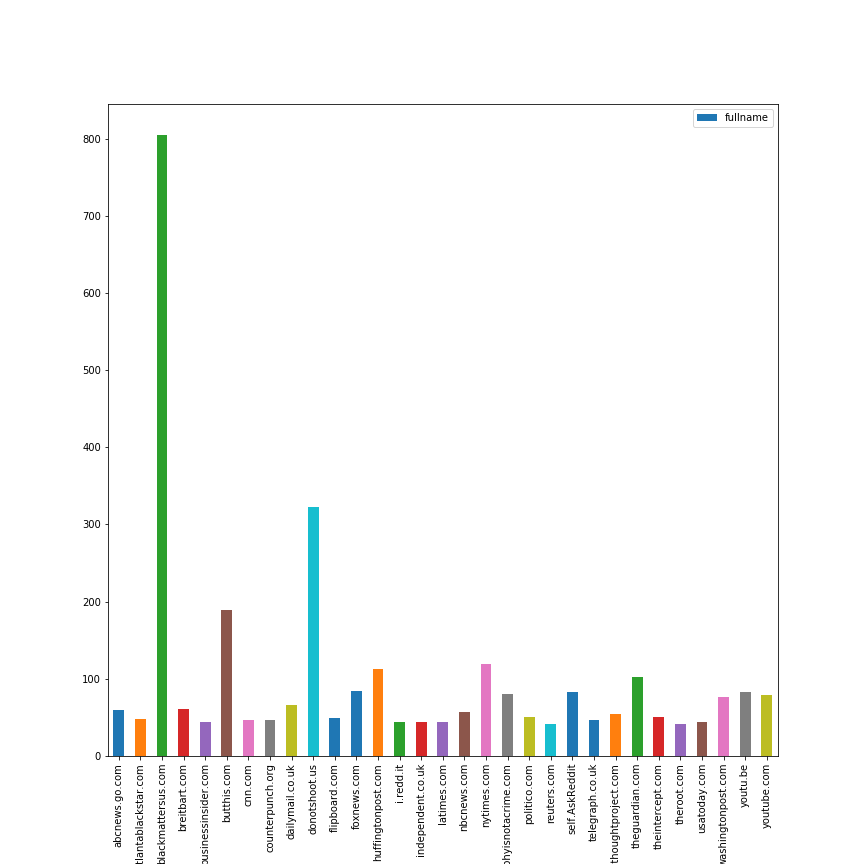 fullname
800
700
600
500
400
300
200
100
0
abcnews.go.com
tlantablackstar.com
blackmattersus.com
breitbart.com
usinessinsider.com
butthis.com
cnn.com
counterpunch.org
dailymail.co.uk
donotshoot.us
flipboard.com
foxnews.com
huffingtonpost.com
i.redd.it
independent.co.uk
latimes.com
nbcnews.com
nytimes.com
phyisnotacrime.com
politico.com
reuters.com
self.AskReddit
telegraph.co.uk
thoughtproject.com
theguardian.com
theintercept.com
theroot.com
usatoday.com
washingtonpost.com
youtu.be
youtube.com